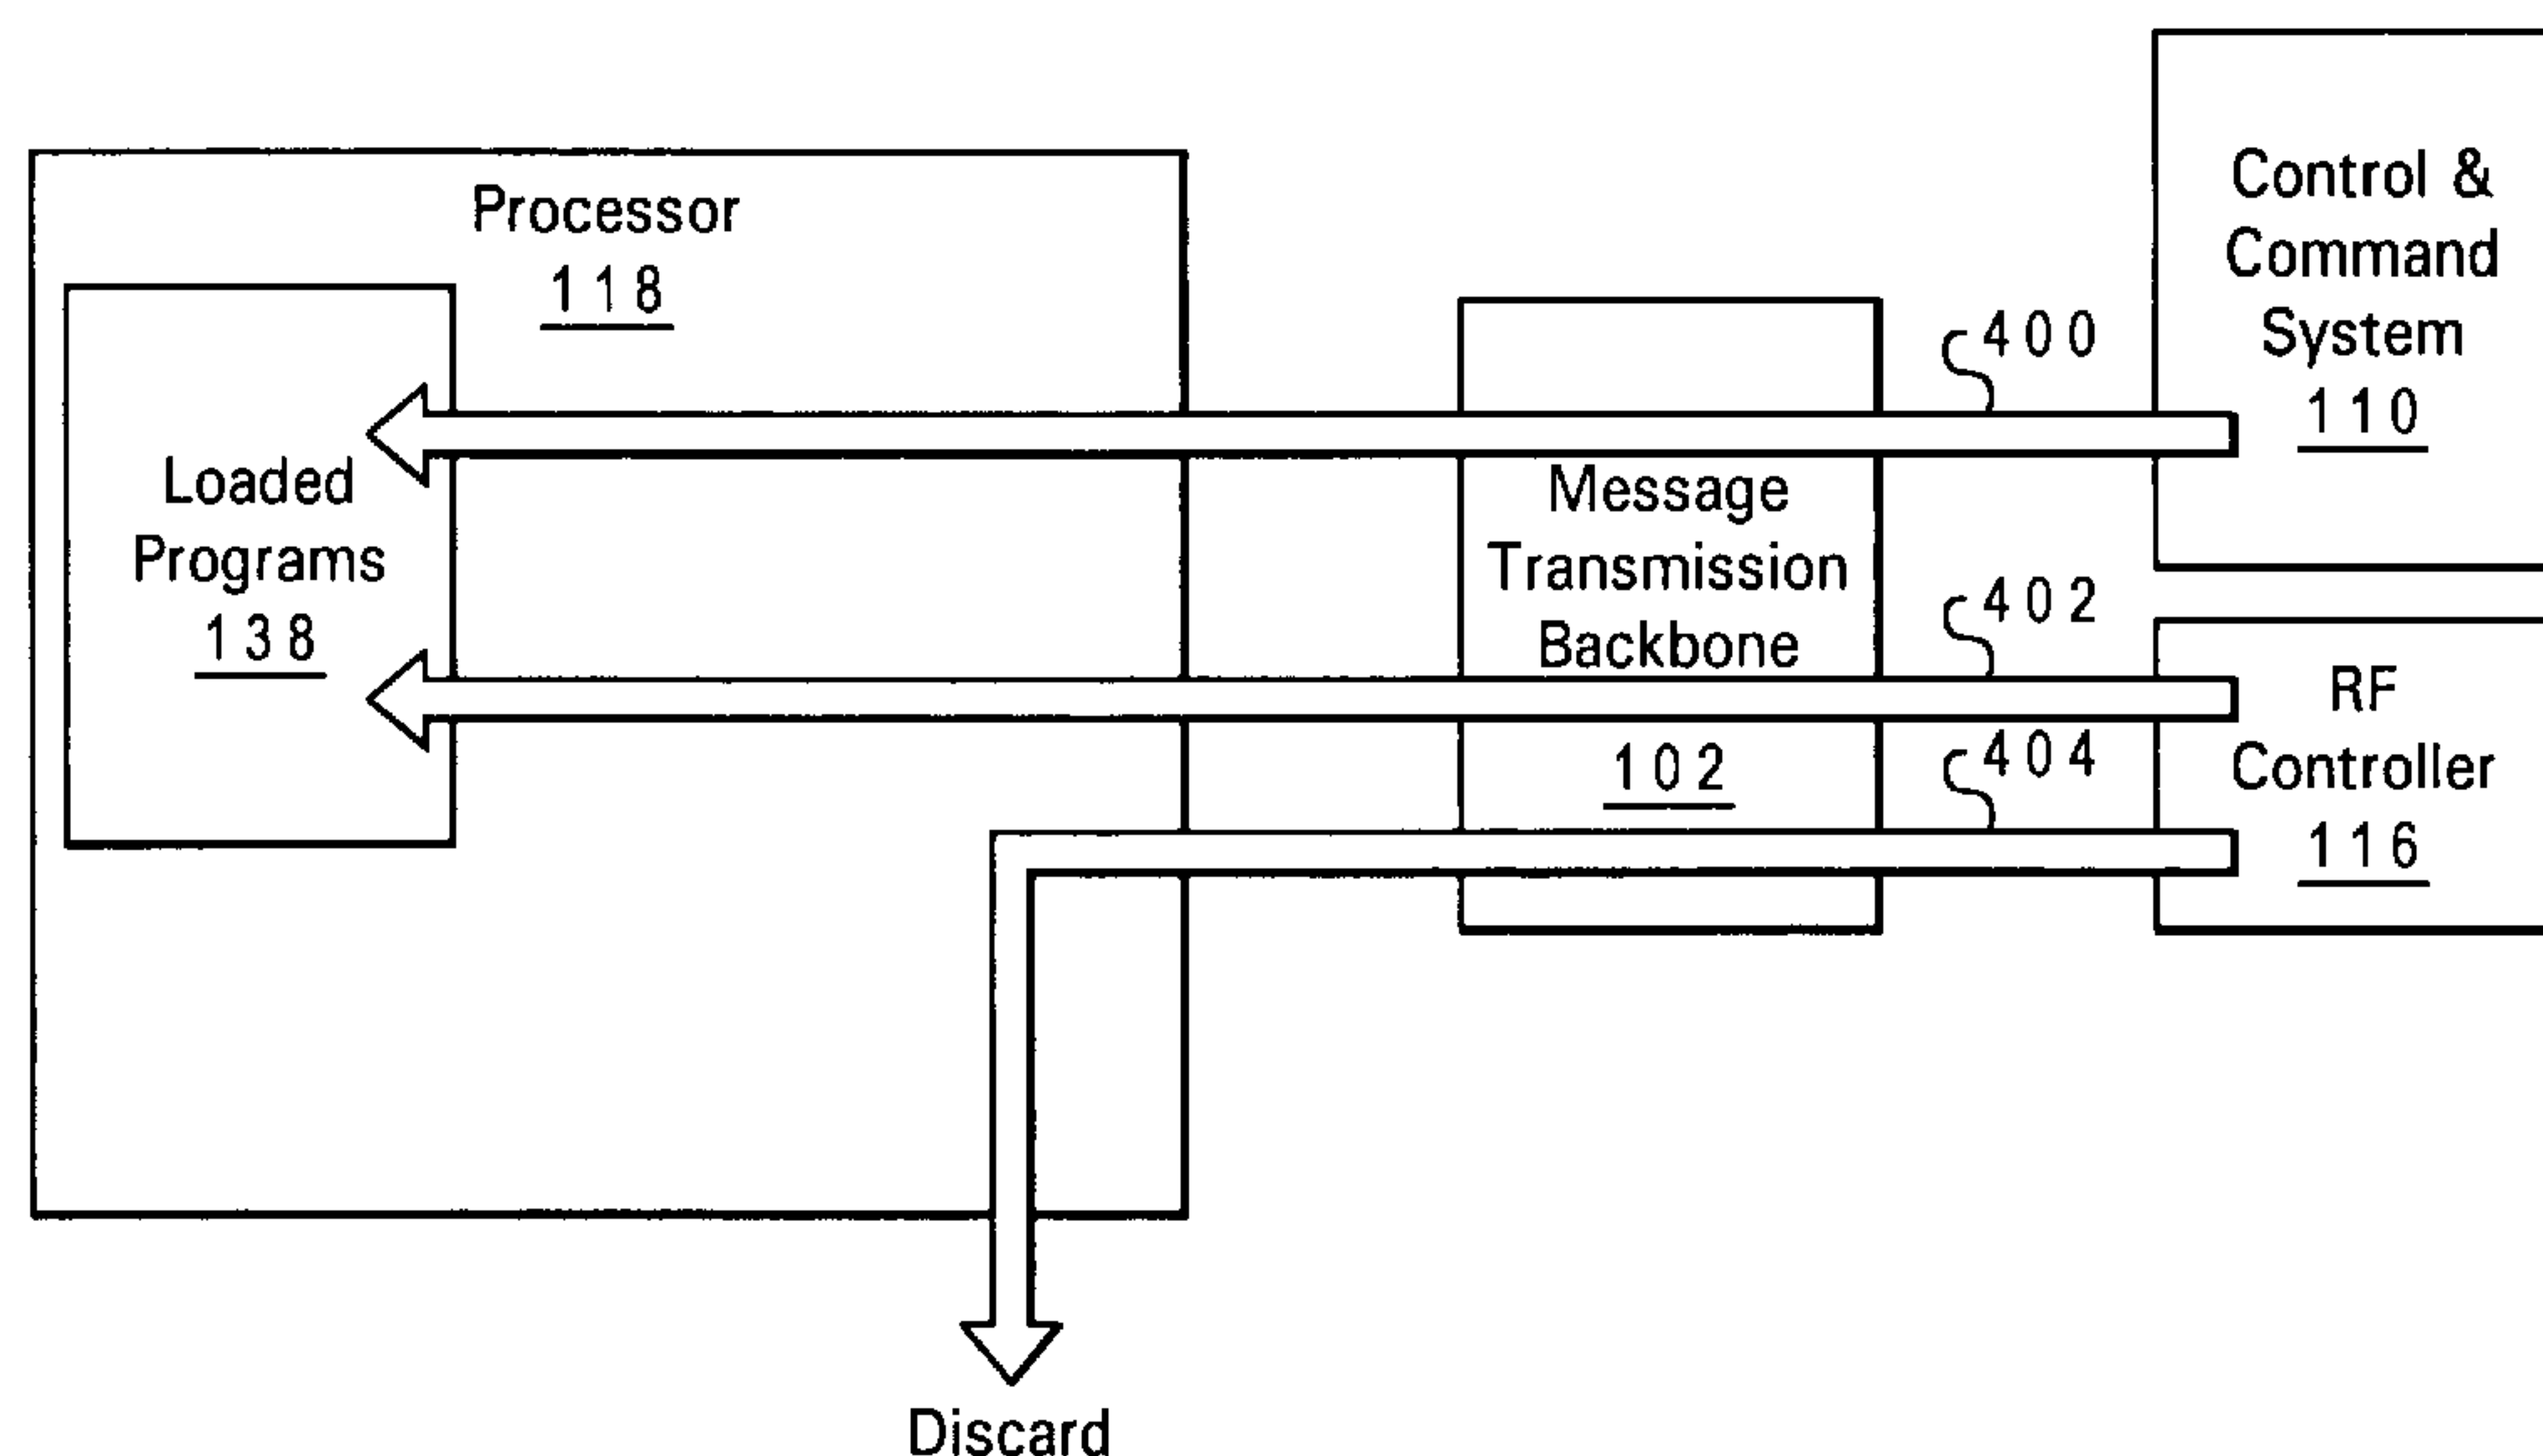 Processor
118
Loaded
Programs
138
Message
Transmission
Backbone
102
400
402
404
Control &
Command
System
110
RF
Controller
116
Discard